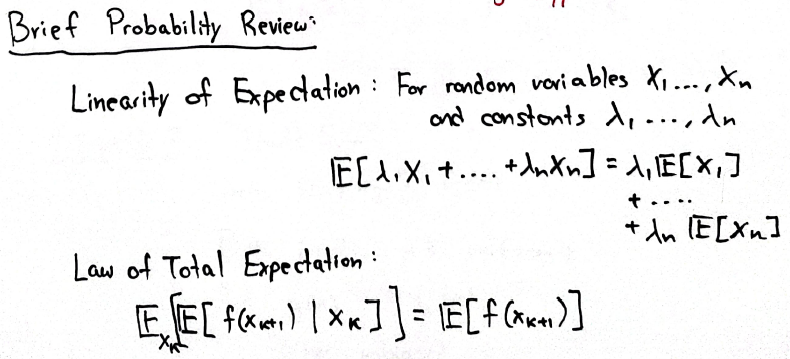 Brief Probability Review:
Linearity of Expectation: For random variables X₁ ..., Xₙ
and constants λ₁ ..., λₙ
𝔼[λ₁X₁ + .... + λₙXₙ] = λ₁𝔼[X₁]
+ ....
+ λₙ 𝔼[Xₙ]
Law of Total Expectation:
𝔼_{Xₖ}[𝔼[f(xₖ₊₁) | Xₖ]] = 𝔼[f(xₖ₊₁)]